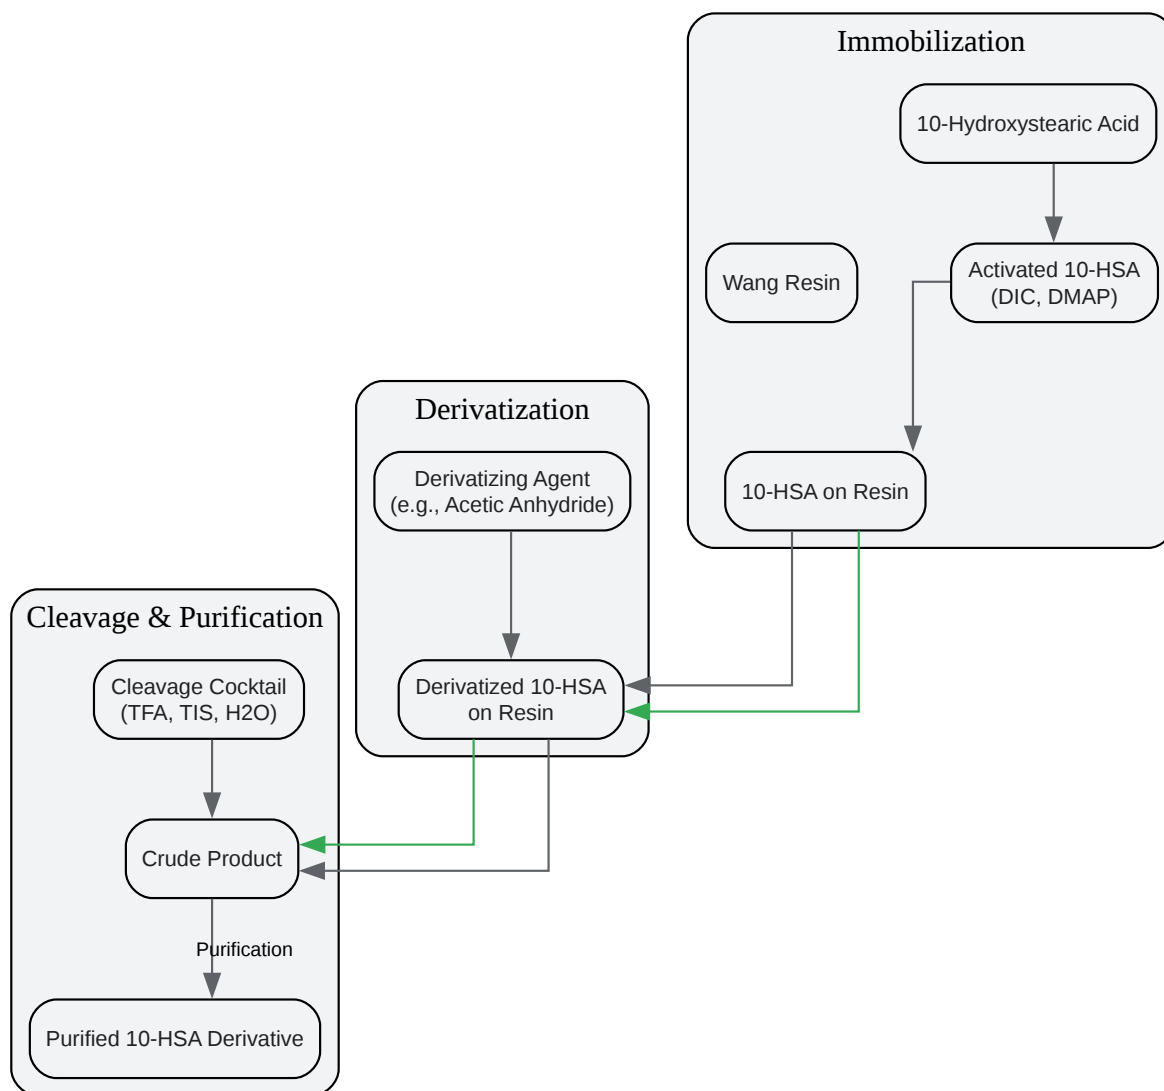 Immobilization
10-Hydroxystearic Acid
Wang Resin
Activated 10-HSA
(DIC, DMAP)
10-HSA on Resin
Derivatization
Derivatizing Agent
(e.g., Acetic Anhydride)
Derivatized 10-HSA
on Resin
Cleavage & Purification
Cleavage Cocktail
(TFA, TIS, H2O)
Crude Product
Purification
Purified 10-HSA Derivative